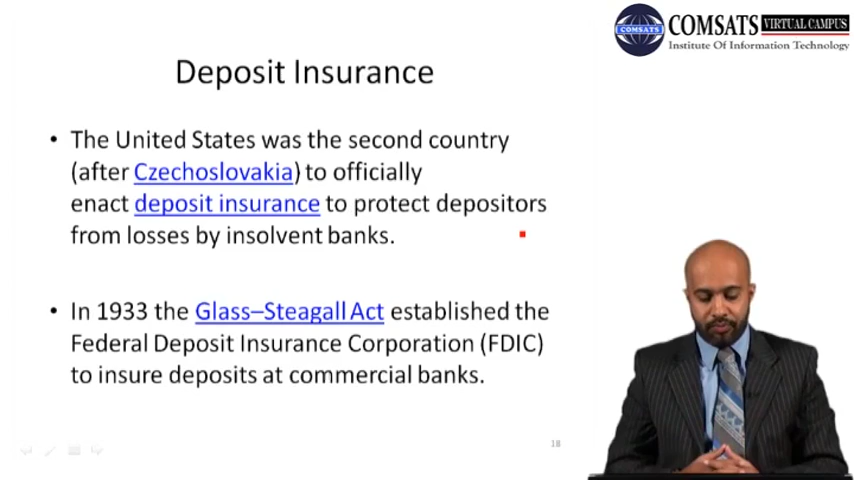 COMSATS VIRTUAL CAMPUS
COMSATS
Institute Of Information Technology
Deposit Insurance
• The United States was the second country
(after Czechoslovakia) to officially
enact deposit insurance to protect depositors
from losses by insolvent banks.
• In 1933 the Glass–Steagall Act established the
Federal Deposit Insurance Corporation (FDIC)
to insure deposits at commercial banks.
18